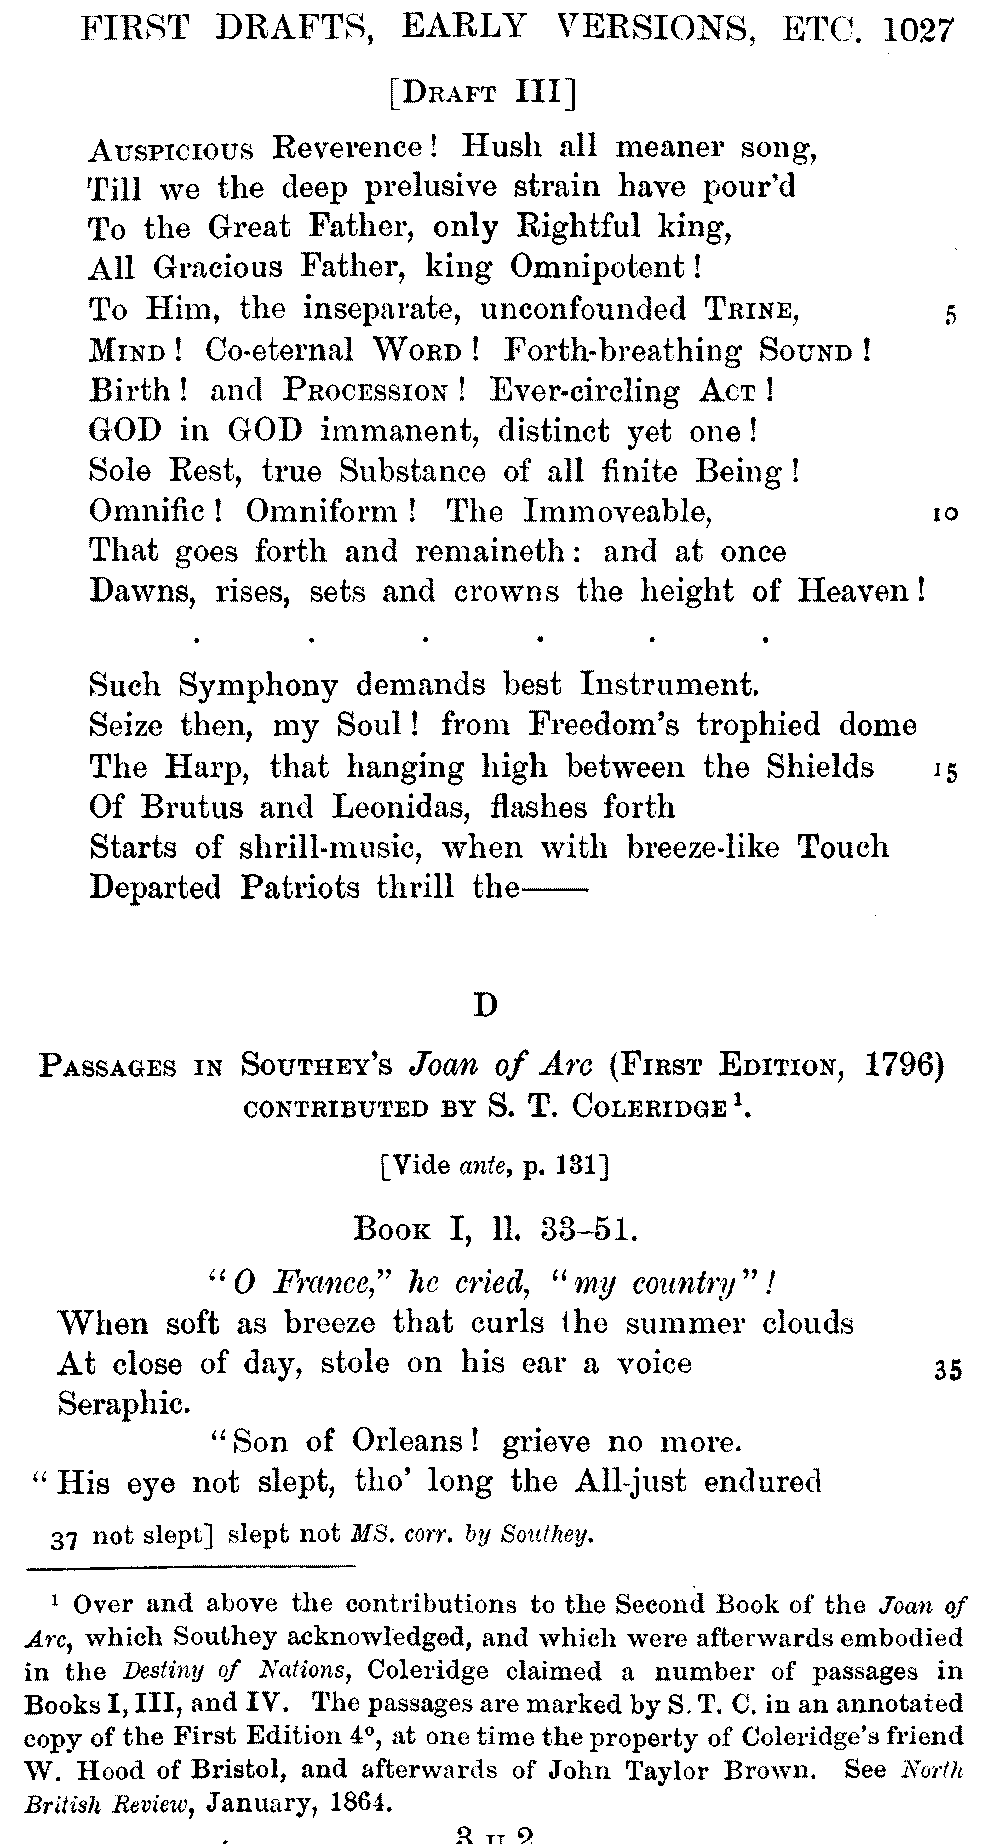 FIRST DRAFTS, EARLY VERSIONS, ETC. 1027
[DRAFT III]
AUSPICIOUS Reverence! Hush all meaner song,
Till we the deep prelusive strain have pour'd
To the Great Father, only Rightful king,
All Gracious Father, king Omnipotent!
To Him, the inseparate, unconfounded TRINE, 5
MIND! Co-eternal WORD! Forth-breathing SOUND!
Birth! and PROCESSION! Ever-circling ACT!
GOD in GOD immanent, distinct yet one!
Sole Rest, true Substance of all finite Being!
Omnific! Omniform! The Immoveable, 10
That goes forth and remaineth: and at once
Dawns, rises, sets and crowns the height of Heaven!
. . . . . .
Such Symphony demands best Instrument.
Seize then, my Soul! from Freedom's trophied dome
The Harp, that hanging high between the Shields 15
Of Brutus and Leonidas, flashes forth
Starts of shrill-music, when with breeze-like Touch
Departed Patriots thrill the——
D
PASSAGES IN SOUTHEY'S Joan of Arc (FIRST EDITION, 1796)
CONTRIBUTED BY S. T. COLERIDGE¹.
[Vide ante, p. 131]
BOOK I, ll. 33–51.
"O France," he cried, "my country"!
When soft as breeze that curls the summer clouds
At close of day, stole on his ear a voice 35
Seraphic.
"Son of Orleans! grieve no more.
"His eye not slept, tho' long the All-just endured
37 not slept] slept not MS. corr. by Southey.
¹ Over and above the contributions to the Second Book of the Joan of
Arc, which Southey acknowledged, and which were afterwards embodied
in the Destiny of Nations, Coleridge claimed a number of passages in
Books I, III, and IV. The passages are marked by S. T. C. in an annotated
copy of the First Edition 4º, at one time the property of Coleridge's friend
W. Hood of Bristol, and afterwards of John Taylor Brown. See North
British Review, January, 1864.
3 U 2